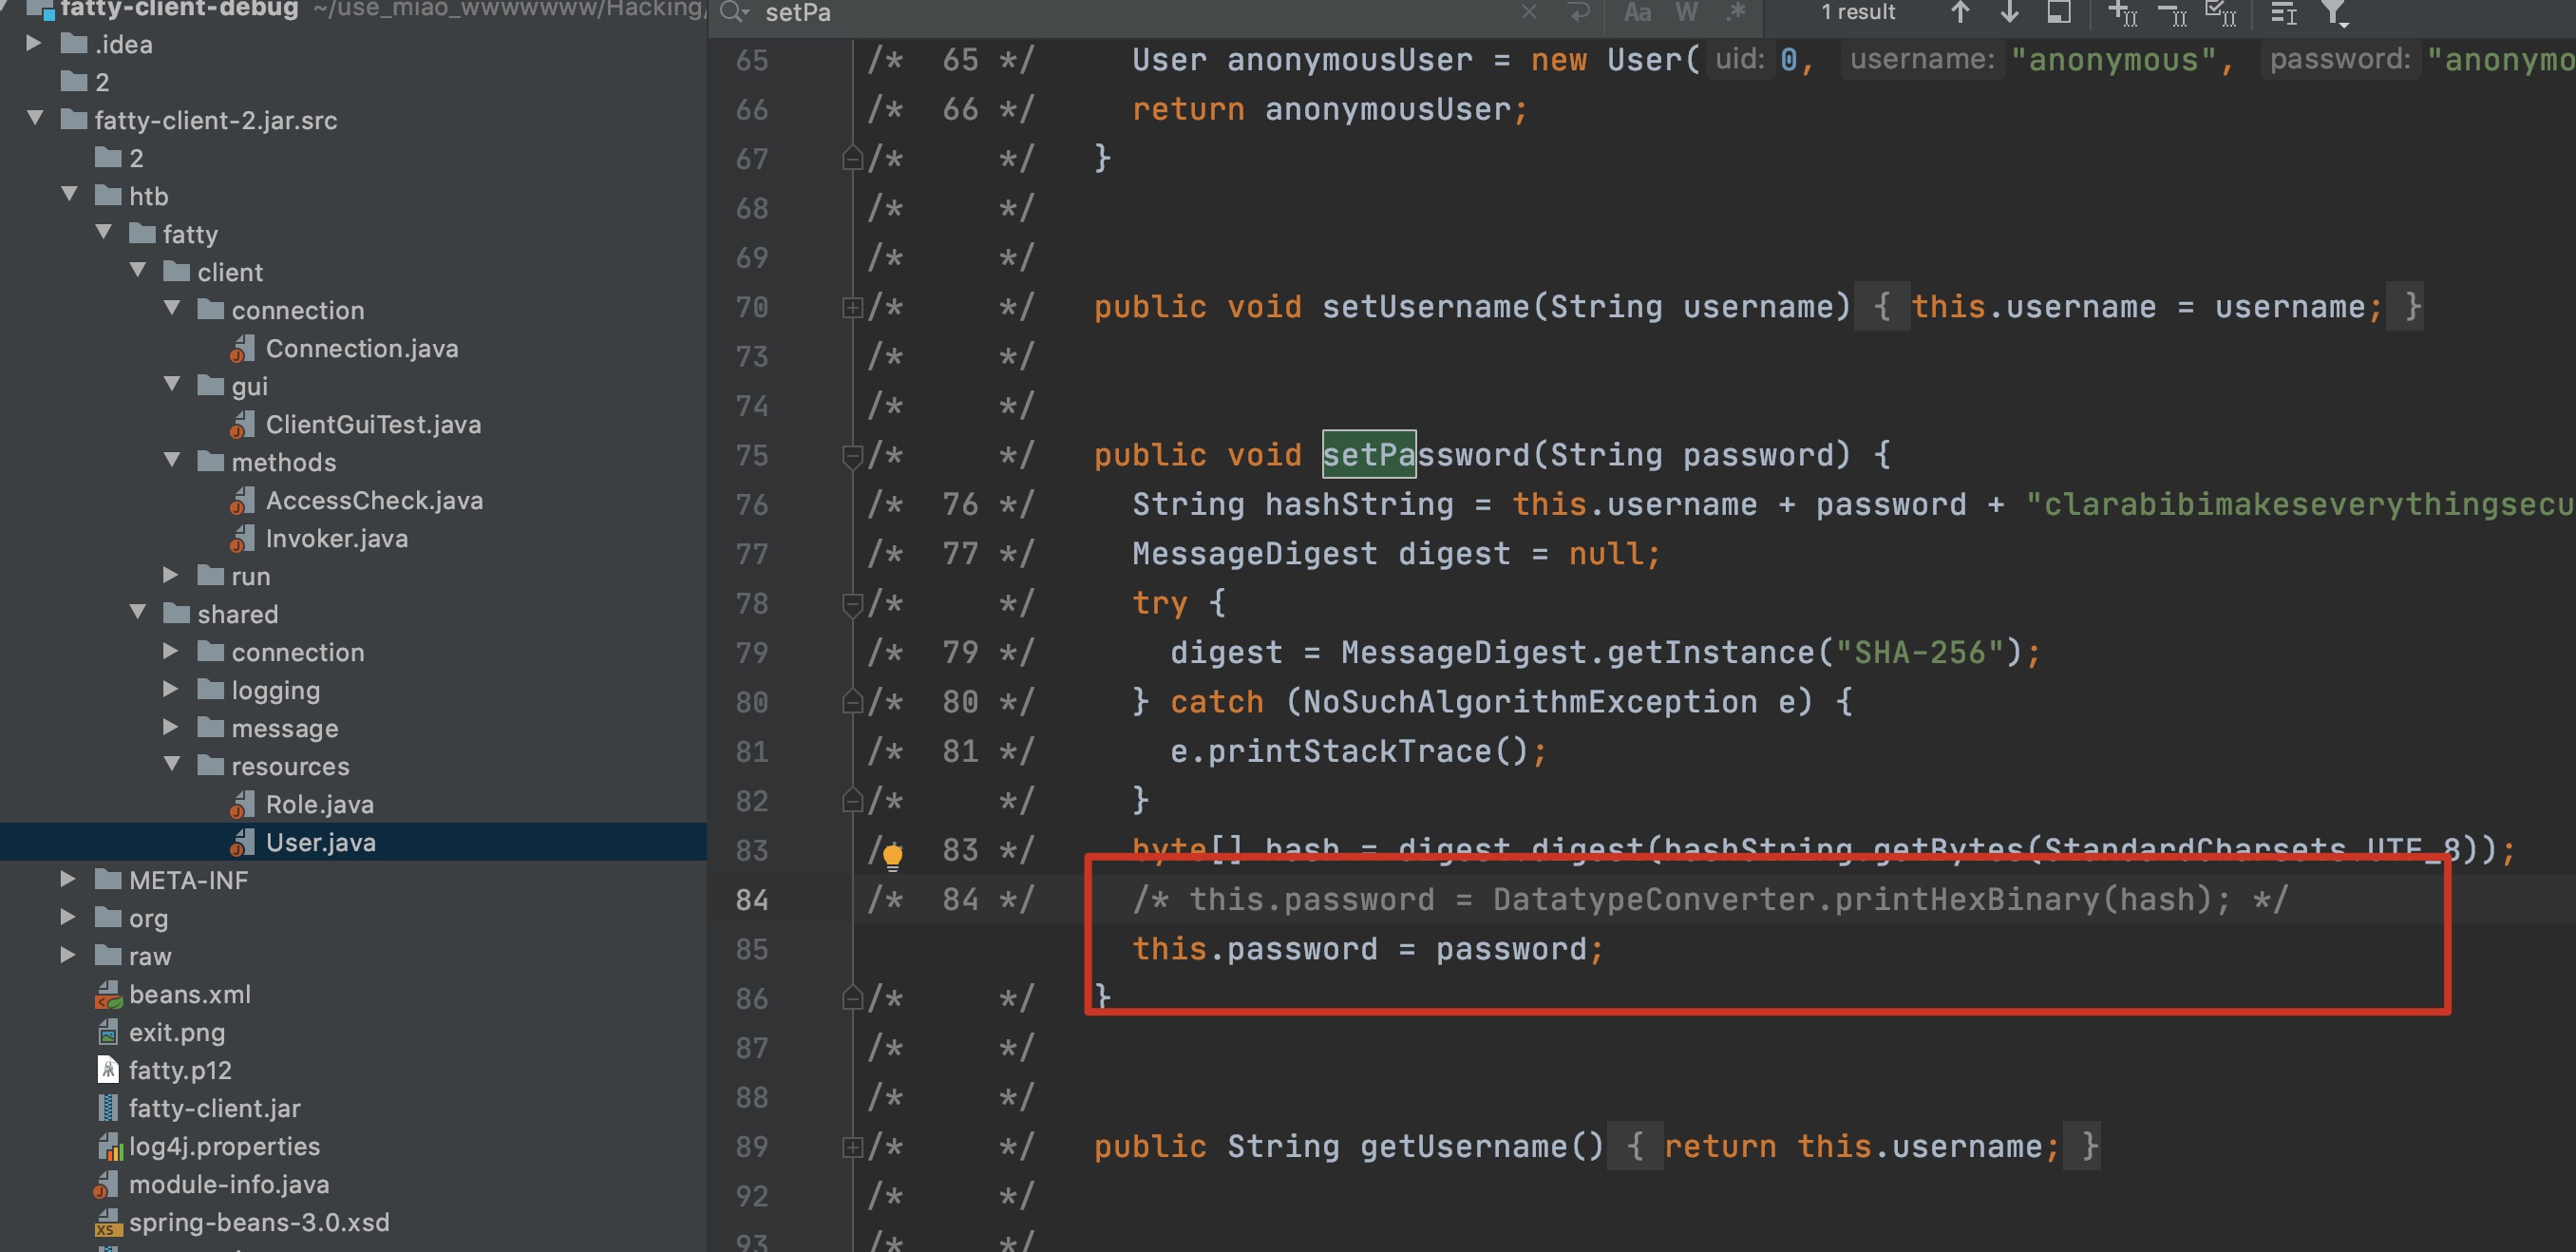 fatty-client-debug ~/use_miao_wwwwwww/Hacking/
.idea
2
fatty-client-2.jar.src
2
htb
fatty
client
connection
Connection.java
gui
ClientGuiTest.java
methods
AccessCheck.java
Invoker.java
run
shared
connection
logging
message
resources
Role.java
User.java
META-INF
org
raw
beans.xml
exit.png
fatty.p12
fatty-client.jar
log4j.properties
module-info.java
spring-beans-3.0.xsd
setPa
Aa W .* 1 result
65 /* 65 */ User anonymousUser = new User( uid: 0, username: "anonymous", password: "anonymo
66 /* 66 */ return anonymousUser;
67 /* */ }
68 /* */
69 /* */
70 /* */ public void setUsername(String username) { this.username = username; }
73 /* */
74 /* */
75 /* */ public void setPassword(String password) {
76 /* 76 */ String hashString = this.username + password + "clarabibimakeseverythingsecu
77 /* 77 */ MessageDigest digest = null;
78 /* */ try {
79 /* 79 */ digest = MessageDigest.getInstance("SHA-256");
80 /* 80 */ } catch (NoSuchAlgorithmException e) {
81 /* 81 */ e.printStackTrace();
82 /* */ }
83 /* 83 */ byte[] hash = digest.digest(hashString.getBytes(StandardCharsets.UTF_8));
84 /* 84 */ /* this.password = DatatypeConverter.printHexBinary(hash); */
85 this.password = password;
86 /* */ }
87 /* */
88 /* */
89 /* */ public String getUsername() { return this.username; }
92 /* */
93 /* */